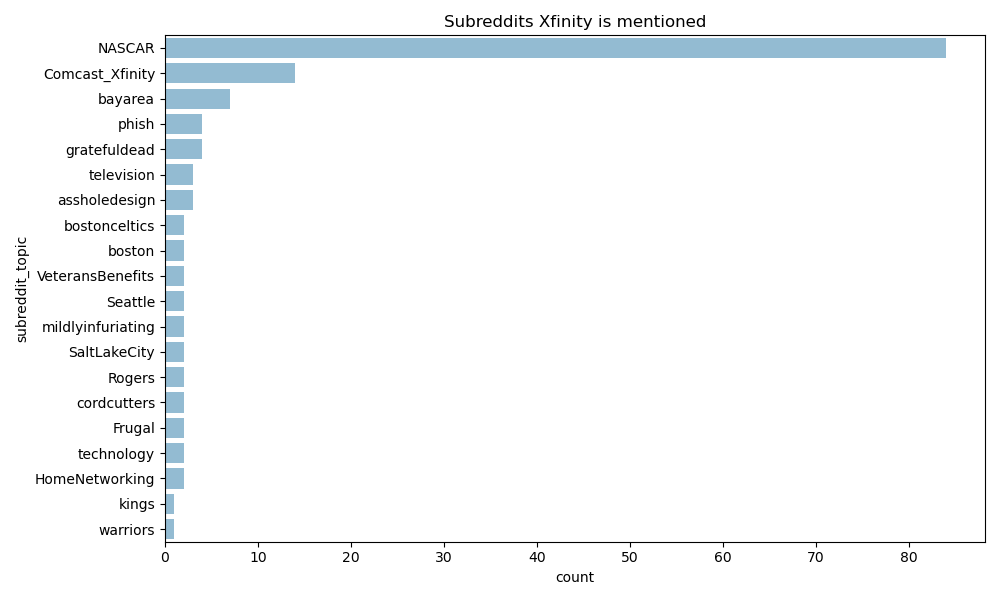 Subreddits Xfinity is mentioned
subreddit_topic
NASCAR
Comcast_Xfinity
bayarea
phish
gratefuldead
television
assholedesign
bostonceltics
boston
VeteransBenefits
Seattle
mildlyinfuriating
SaltLakeCity
Rogers
cordcutters
Frugal
technology
HomeNetworking
kings
warriors
0 10 20 30 40 50 60 70 80
count